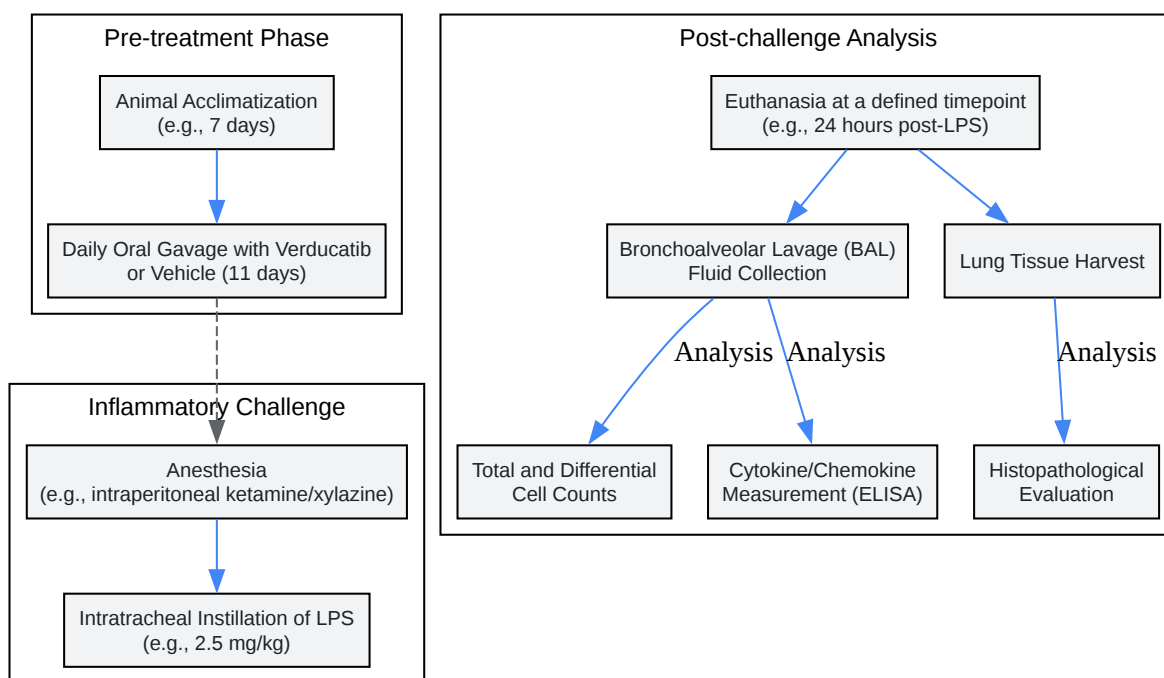 Pre-treatment Phase
Animal Acclimatization
(e.g., 7 days)
Daily Oral Gavage with Verducatib
or Vehicle (11 days)
Inflammatory Challenge
Anesthesia
(e.g., intraperitoneal ketamine/xylazine)
Intratracheal Instillation of LPS
(e.g., 2.5 mg/kg)
Post-challenge Analysis
Euthanasia at a defined timepoint
(e.g., 24 hours post-LPS)
Bronchoalveolar Lavage (BAL)
Fluid Collection
Lung Tissue Harvest
Analysis
Analysis
Analysis
Total and Differential
Cell Counts
Cytokine/Chemokine
Measurement (ELISA)
Histopathological
Evaluation